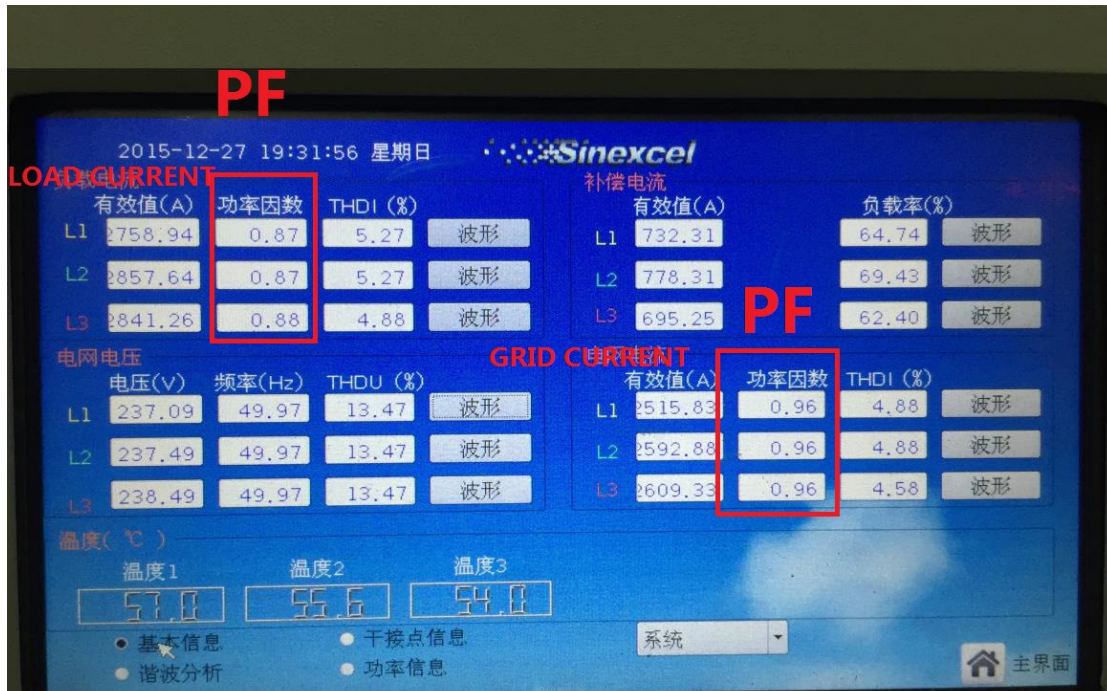 PF
2015-12-27 19:31:56 星期日
Sinexcel
LOAD CURRENT
补偿电流
有效值(A) 功率因数 THDI (%)
有效值(A) 负载率(%)
L1 2758.94 0.87 5.27 波形
L1 732.31 64.74 波形
L2 2857.64 0.87 5.27 波形
L2 778.31 69.43 波形
L3 2841.26 0.88 4.88 波形
L3 695.25 62.40 波形
PF
电网电压
GRID CURRENT
电压(V) 频率(Hz) THDU (%)
有效值(A) 功率因数 THDI (%)
L1 237.09 49.97 13.47 波形
L1 2515.83 0.96 4.88 波形
L2 237.49 49.97 13.47 波形
L2 2592.88 0.96 4.88 波形
L3 238.49 49.97 13.47 波形
L3 2609.33 0.96 4.58 波形
温度( ℃ )
温度1 温度2 温度3
57.0 55.6 54.0
基本信息 干接点信息
系统
谐波分析 功率信息
主界面